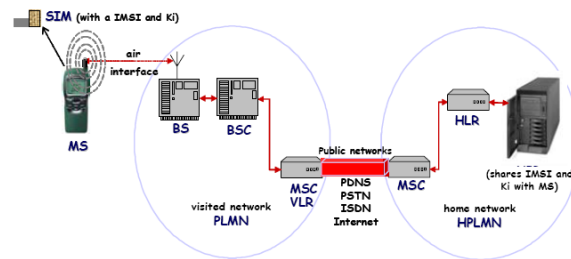 SIM (with a IMSI and Ki)
air
interface
MS
BS
BSC
HLR
(shares IMSI and
Ki with MS)
Public networks
MSC
VLR
PDNS
PSTN
ISDN
Internet
MSC
visited network
PLMN
home network
HPLMN